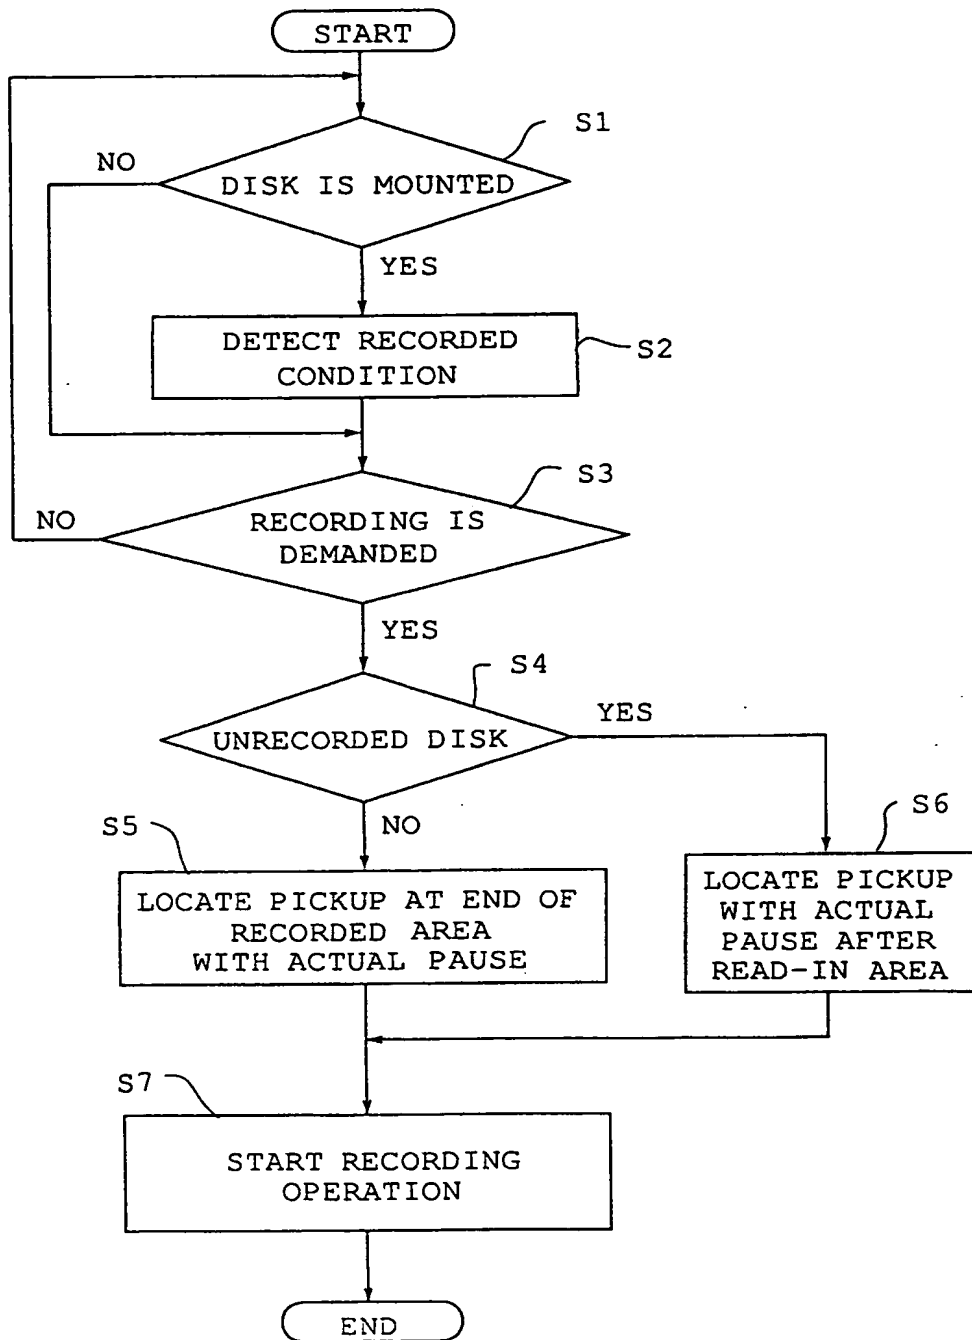 START
S1
NO
DISK IS MOUNTED
YES
DETECT RECORDED
CONDITION
S2
S3
NO
RECORDING IS
DEMANDED
YES
S4
YES
UNRECORDED DISK
S6
S5
NO
LOCATE PICKUP AT END OF
RECORDED AREA
WITH ACTUAL PAUSE
LOCATE PICKUP
WITH ACTUAL
PAUSE AFTER
READ-IN AREA
S7
START RECORDING
OPERATION
END